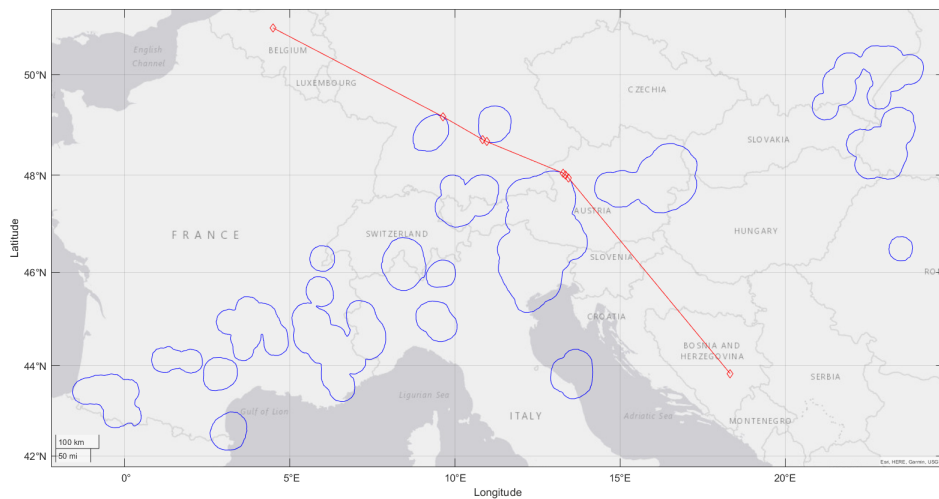 English
Channel
BELGIUM
LUXEMBOURG
50°N
CZECHIA
SLOVAKIA
48°N
AUSTRIA
FRANCE
SWITZERLAND
HUNGARY
SLOVENIA
46°N
RO
Latitude
CROATIA
BOSNIA AND
HERZEGOVINA
44°N
SERBIA
Ligurian Sea
Gulf of Lion
ITALY
Adriatic Sea
MONTENEGRO
100 km
50 mi
42°N
Esri, HERE, Garmin, USG
0°
5°E
10°E
15°E
20°E
Longitude